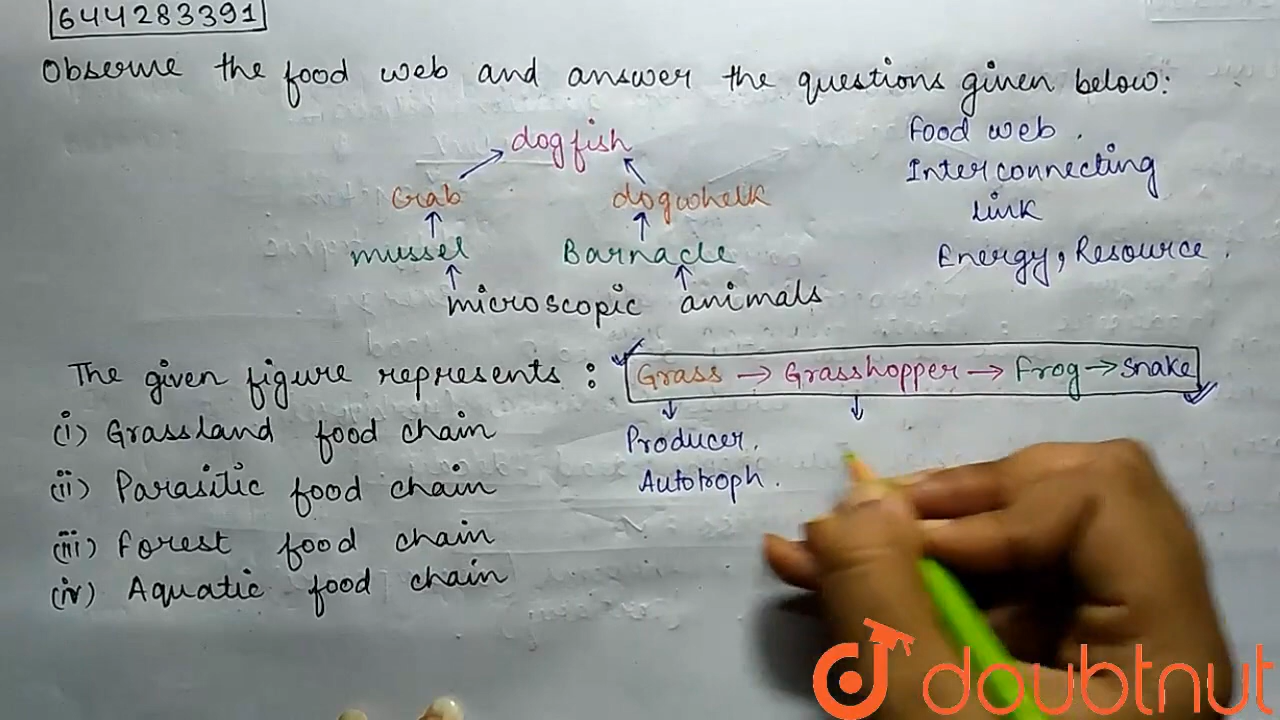 644283391
Observe the food web and answer the questions given below:
dogfish
Crab dogwhelk
mussel Barnacle
microscopic animals
Food web.
Interconnecting
Link
Energy, Resource.
The given figure represents :
Grass → Grasshopper → Frog → Snake
Producer.
Autotroph.
(i) Grassland food chain
(ii) Parasitic food chain
(iii) Forest food chain
(iv) Aquatic food chain
doubtnut